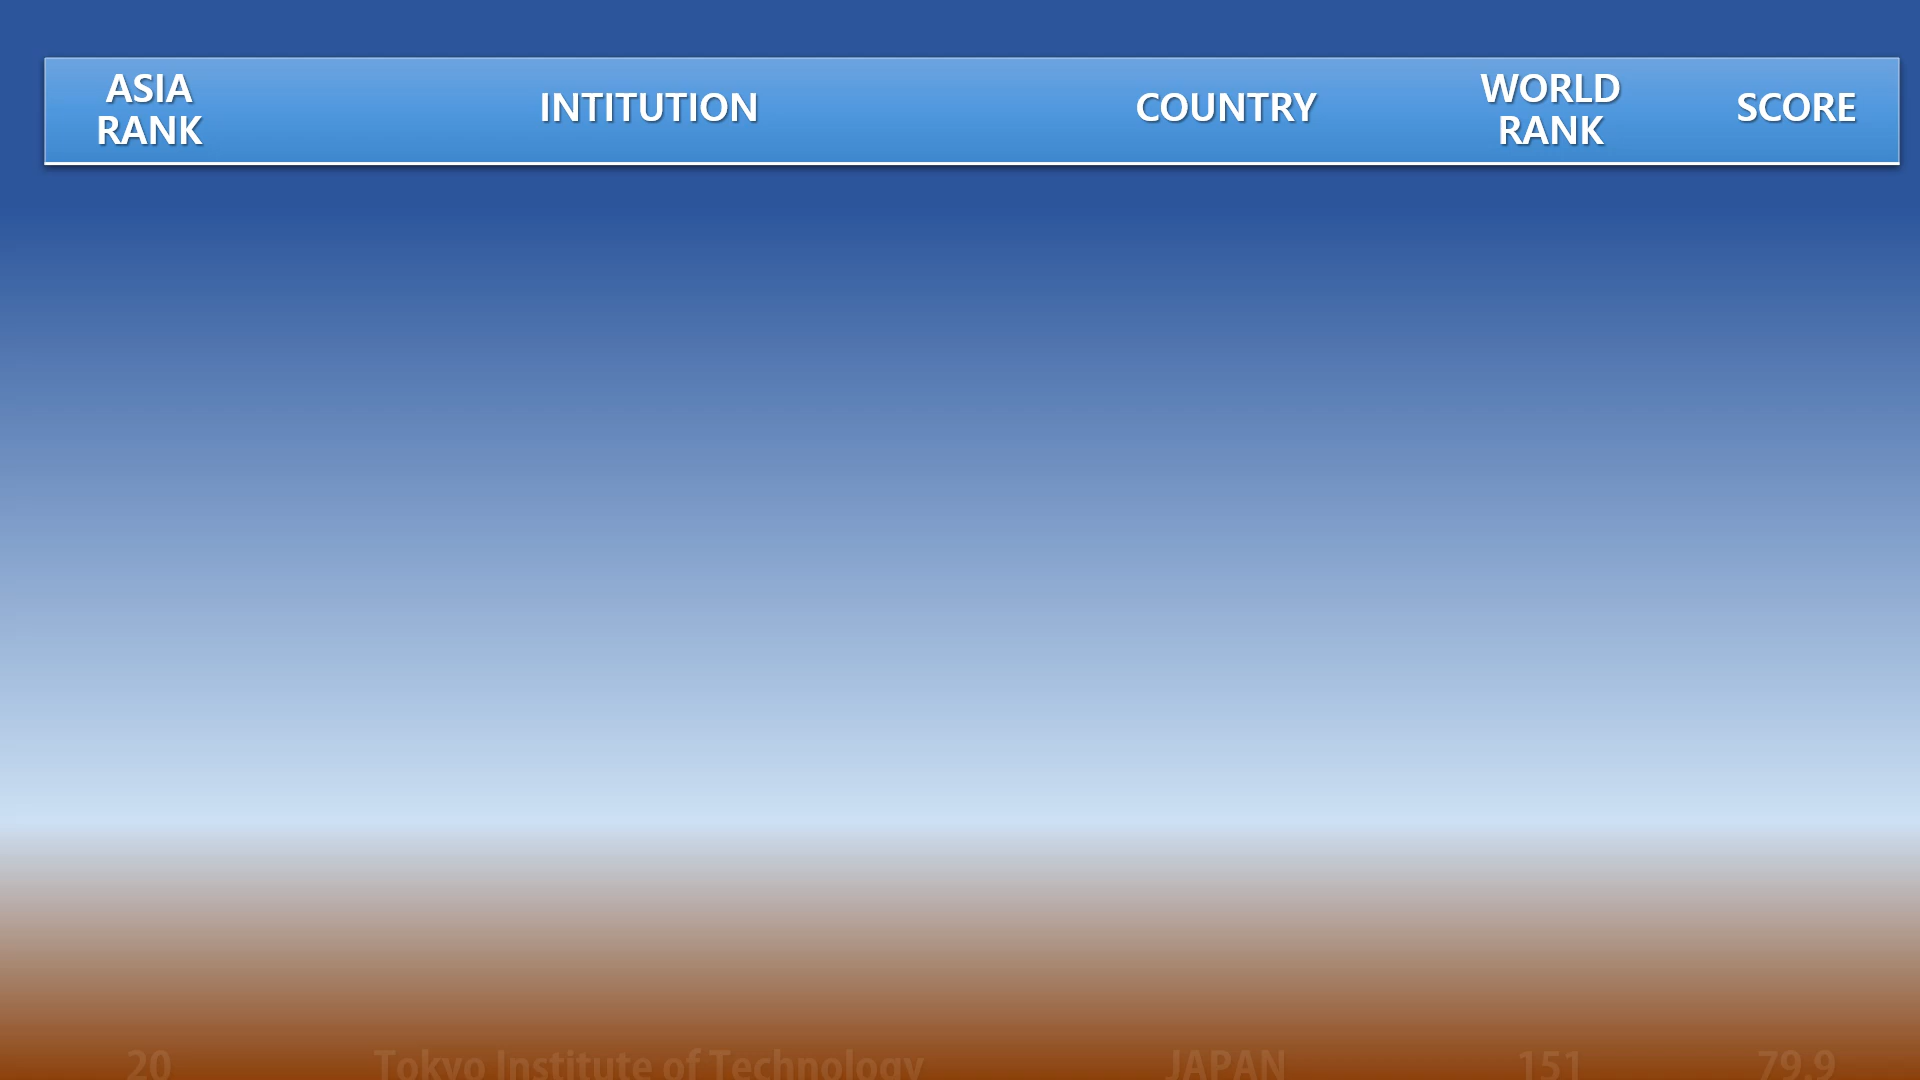 ASIA RANK INTITUTION COUNTRY WORLD RANK SCORE
20 Tokyo Institute of Technology JAPAN 151 79.9